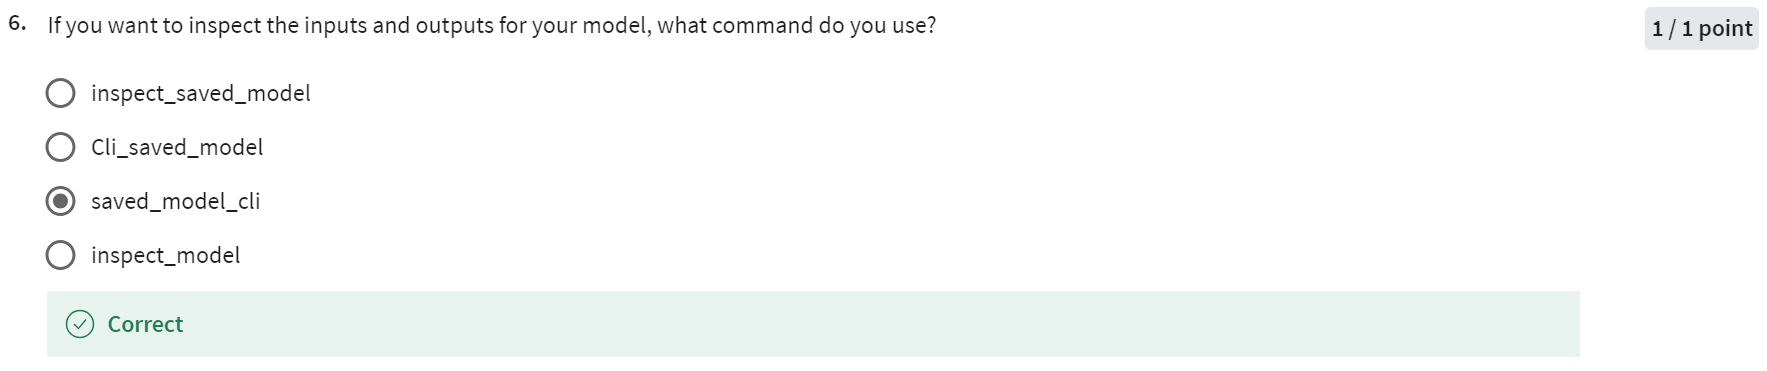 6. If you want to inspect the inputs and outputs for your model, what command do you use?
1 / 1 point
inspect_saved_model
Cli_saved_model
saved_model_cli
inspect_model
Correct